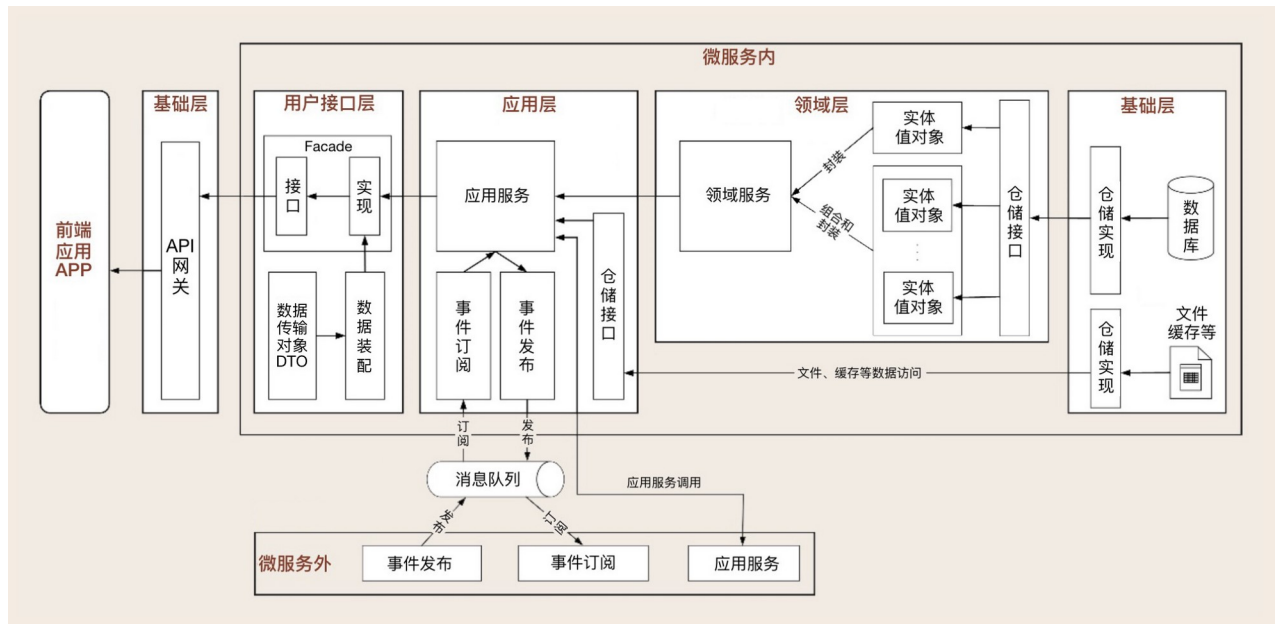 微服务内
前端
应用
APP
基础层
API
网
关
用户接口层
Facade
接
口
实
现
数据
传输
对象
DTO
数
据
装
配
应用层
应用服务
事
件
订
阅
事
件
发
布
仓
储
接
口
领域层
领域服务
封装
组合和
封装
实体
值对象
实体
值对象
实体
值对象
仓
储
接
口
基础层
仓
储
实
现
数
据
库
仓
储
实
现
文件
缓存等
文件、缓存等数据访问
订
阅
发
布
消息队列
应用服务调用
发布
订阅
微服务外
事件发布
事件订阅
应用服务